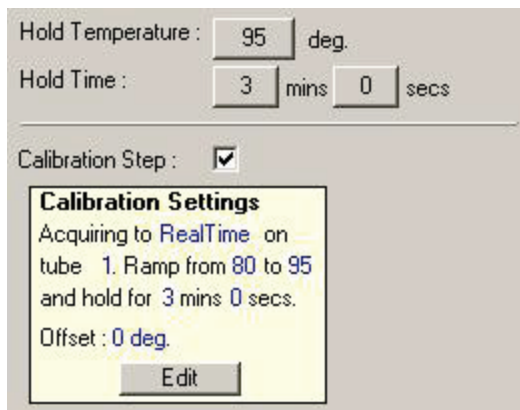 Hold Temperature : 95 deg.
Hold Time : 3 mins 0 secs
Calibration Step :
Calibration Settings
Acquiring to RealTime on
tube 1. Ramp from 80 to 95
and hold for 3 mins 0 secs.
Offset : 0 deg.
Edit